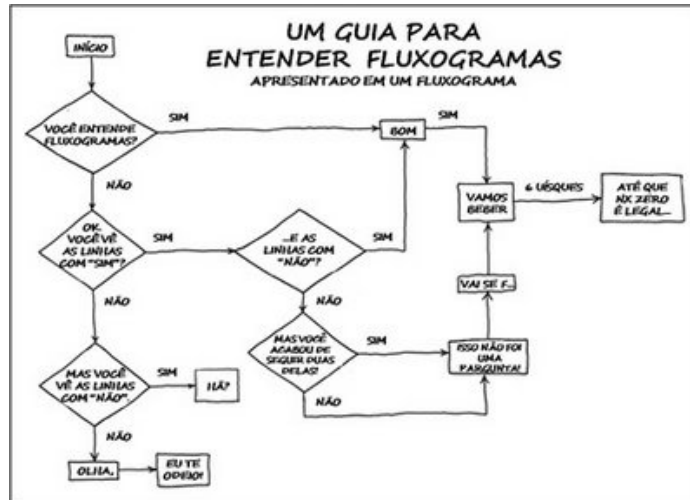 UM GUIA PARA
ENTENDER FLUXOGRAMAS
APRESENTADO EM UM FLUXOGRAMA
INÍCIO
VOCÊ ENTENDE
FLUXOGRAMAS?
SIM
BOM
SIM
VAMOS
BEBER
6 UÍSQUES
ATÉ QUE
NX ZERO
É LEGAL...
NÃO
OK.
VOCÊ VÊ
AS LINHAS
COM "SIM"?
SIM
...E AS
LINHAS COM
"NÃO"?
SIM
NÃO
NÃO
VAI SE F...
MAS VOCÊ
ACABOU DE
SEGUIR DUAS
DELAS!
SIM
ISSO NÃO FOI
UMA
PARGUNTA!
NÃO
MAS VOCÊ
VÊ AS LINHAS
COM "NÃO".
SIM
HÃ?
NÃO
OLHA,
EU TE
ODEIO!